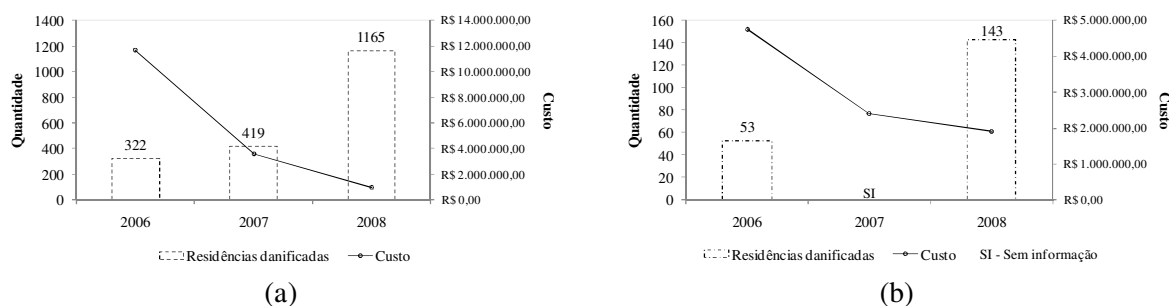 Quantidade
1400
1200
1000
800
600
400
200
0
322
419
1165
R$ 14.000.000,00
R$ 12.000.000,00
R$ 10.000.000,00
R$ 8.000.000,00
R$ 6.000.000,00
R$ 4.000.000,00
R$ 2.000.000,00
R$ 0,00
Custo
2006 2007 2008
Residências danificadas Custo
(a)
Quantidade
160
140
120
100
80
60
40
20
0
53
SI
143
R$ 5.000.000,00
R$ 4.000.000,00
R$ 3.000.000,00
R$ 2.000.000,00
R$ 1.000.000,00
R$ 0,00
Custo
2006 2007 2008
Residências danificadas Custo SI - Sem informação
(b)